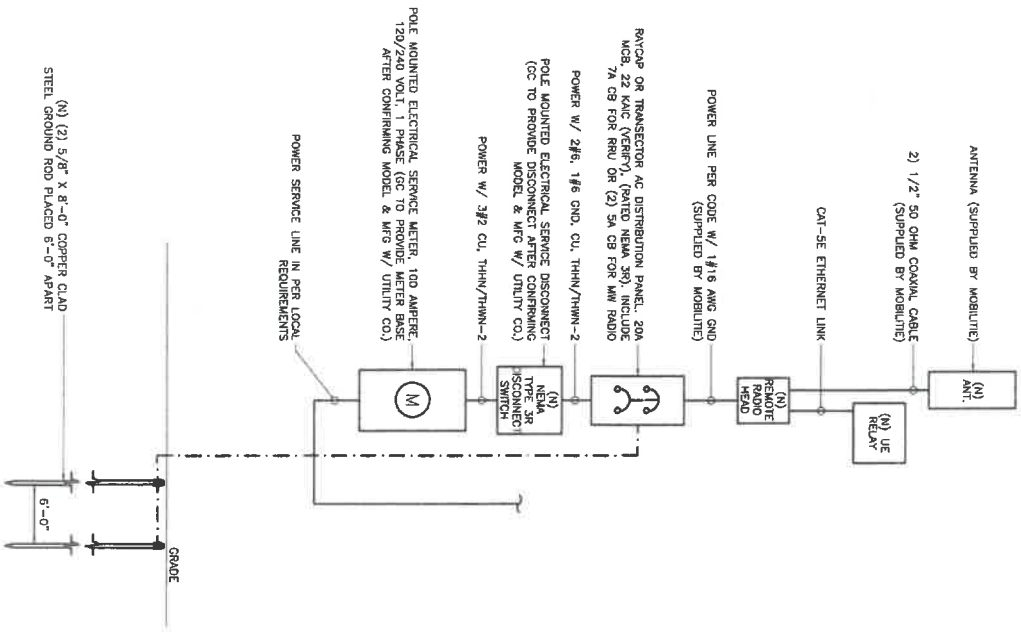 ANTENNA (SUPPLIED BY MOBILITIE)
2) 1/2" 50 OHM COAXIAL CABLE
(SUPPLIED BY MOBILITIE)
CAT-5E ETHERNET LINK
POWER LINE PER CODE W/ 1#16 AWG GND
(SUPPLIED BY MOBILITIE)
RAYCAP OR TRANSECTOR AC DISTRIBUTION PANEL. 20A
MCB, 22 KAIC (VERIFY), (RATED NEMA 3R). INCLUDE
7A CB FOR RRU OR (2) 5A CB FOR MW RADIO
POWER W/ 2#6, 1#6 GND, CU, THHN/THWN-2
POLE MOUNTED ELECTRICAL SERVICE DISCONNECT
(GC TO PROVIDE DISCONNECT AFTER CONFIRMING
MODEL & MFG W/ UTILITY CO.)
POWER W/ 3#2 CU, THHN/THWN-2
POLE MOUNTED ELECTRICAL SERVICE METER, 100 AMPERE,
120/240 VOLT, 1 PHASE (GC TO PROVIDE METER BASE
AFTER CONFIRMING MODEL & MFG W/ UTILITY CO.)
POWER SERVICE LINE IN PER LOCAL
REQUIREMENTS
(N) (2) 5/8" X 8'-0" COPPER CLAD
STEEL GROUND ROD PLACED 6'-0" APART
(N)
ANT.
(N) UE
RELAY
(N)
REMOTE
RADIO
HEAD
(N)
NEMA
TYPE 3R
DISCONNECT
SWITCH
M
GRADE
6'-0"